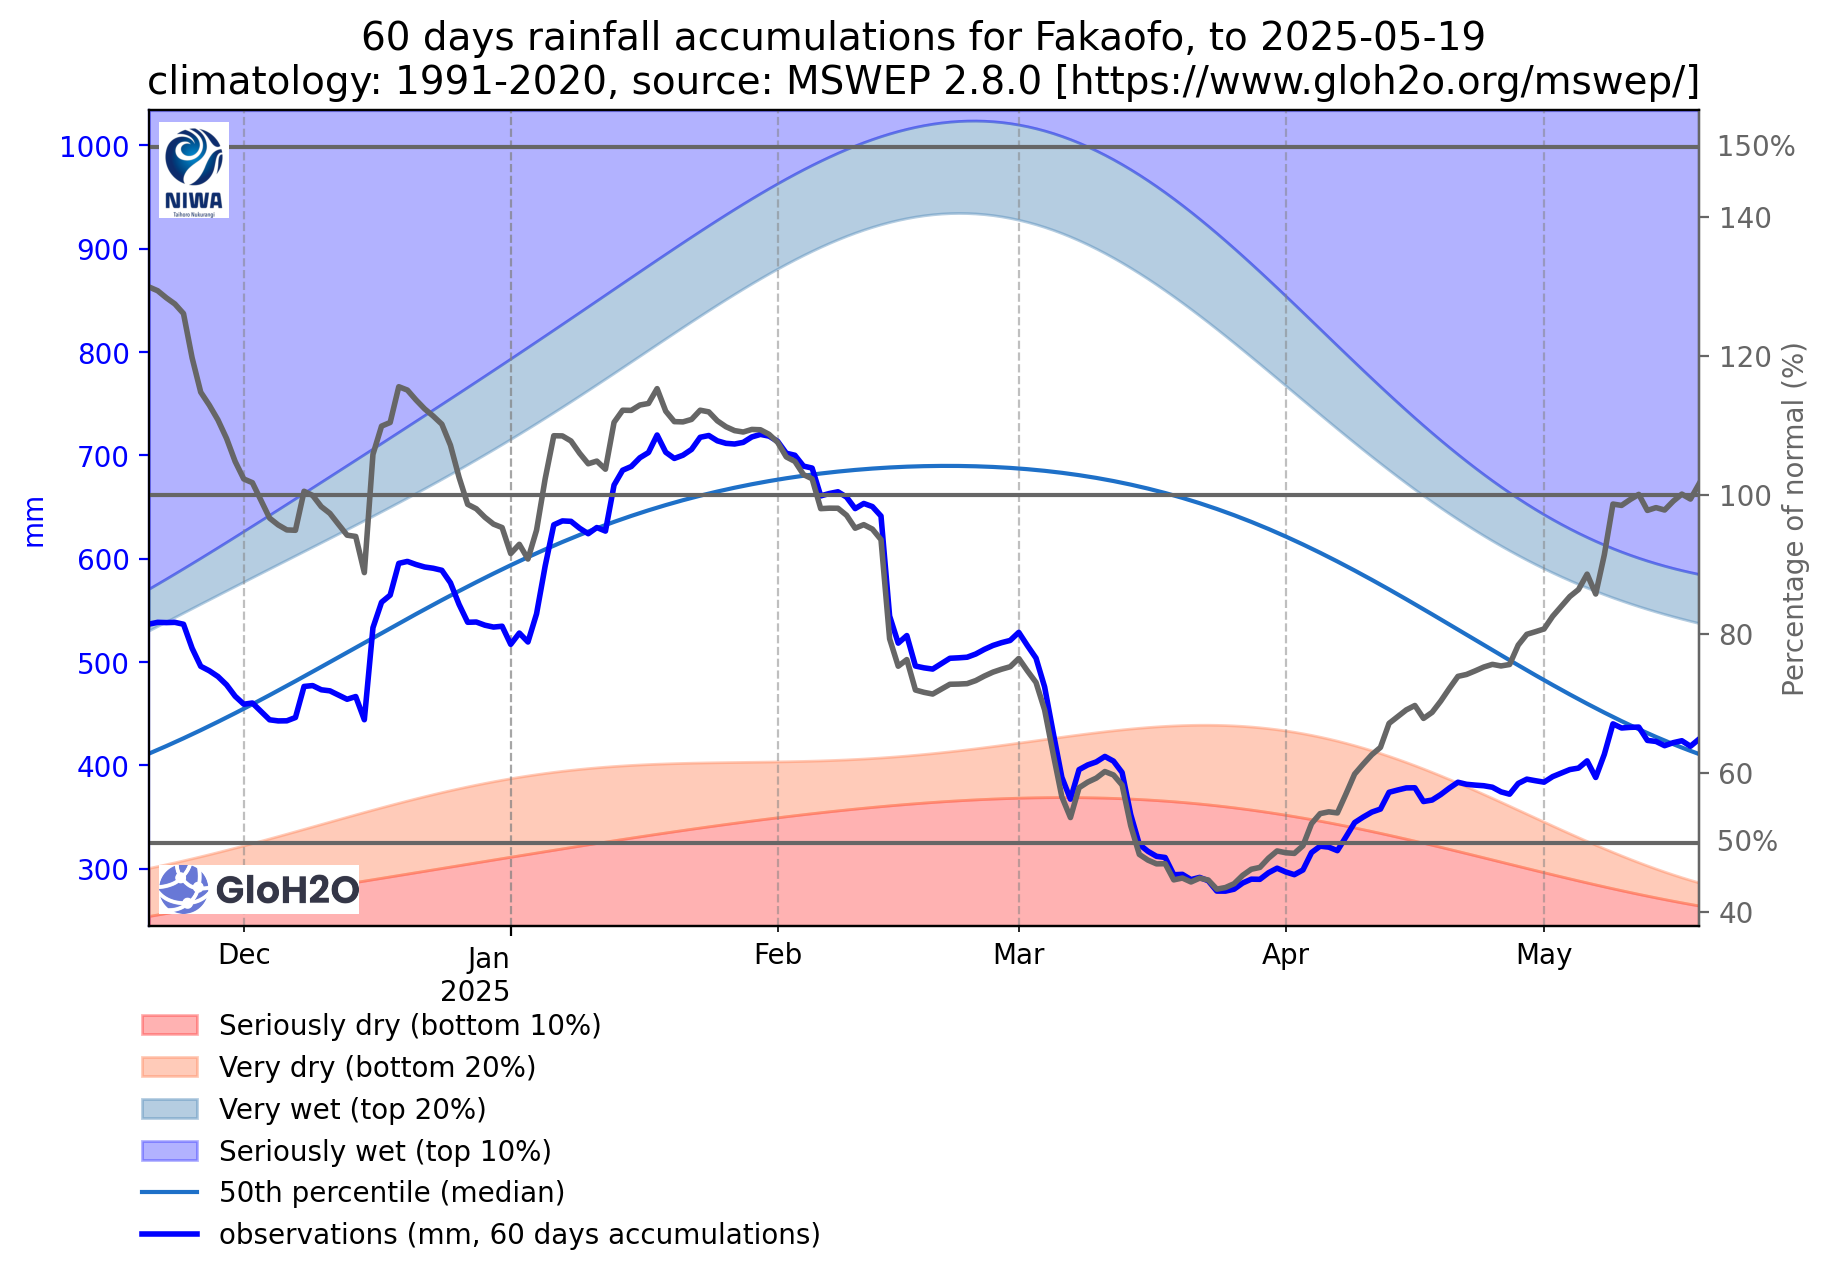 60 days rainfall accumulations for Fakaofo, to 2025-05-19
climatology: 1991-2020, source: MSWEP 2.8.0 [https://www.gloh2o.org/mswep/]
NIWA
Taihoro Nukurangi
1000
900
800
700
600
500
400
300
mm
150%
140
120
100
80
60
50%
40
Percentage of normal (%)
GloH2O
Dec
Jan
2025
Feb
Mar
Apr
May
Seriously dry (bottom 10%)
Very dry (bottom 20%)
Very wet (top 20%)
Seriously wet (top 10%)
50th percentile (median)
observations (mm, 60 days accumulations)